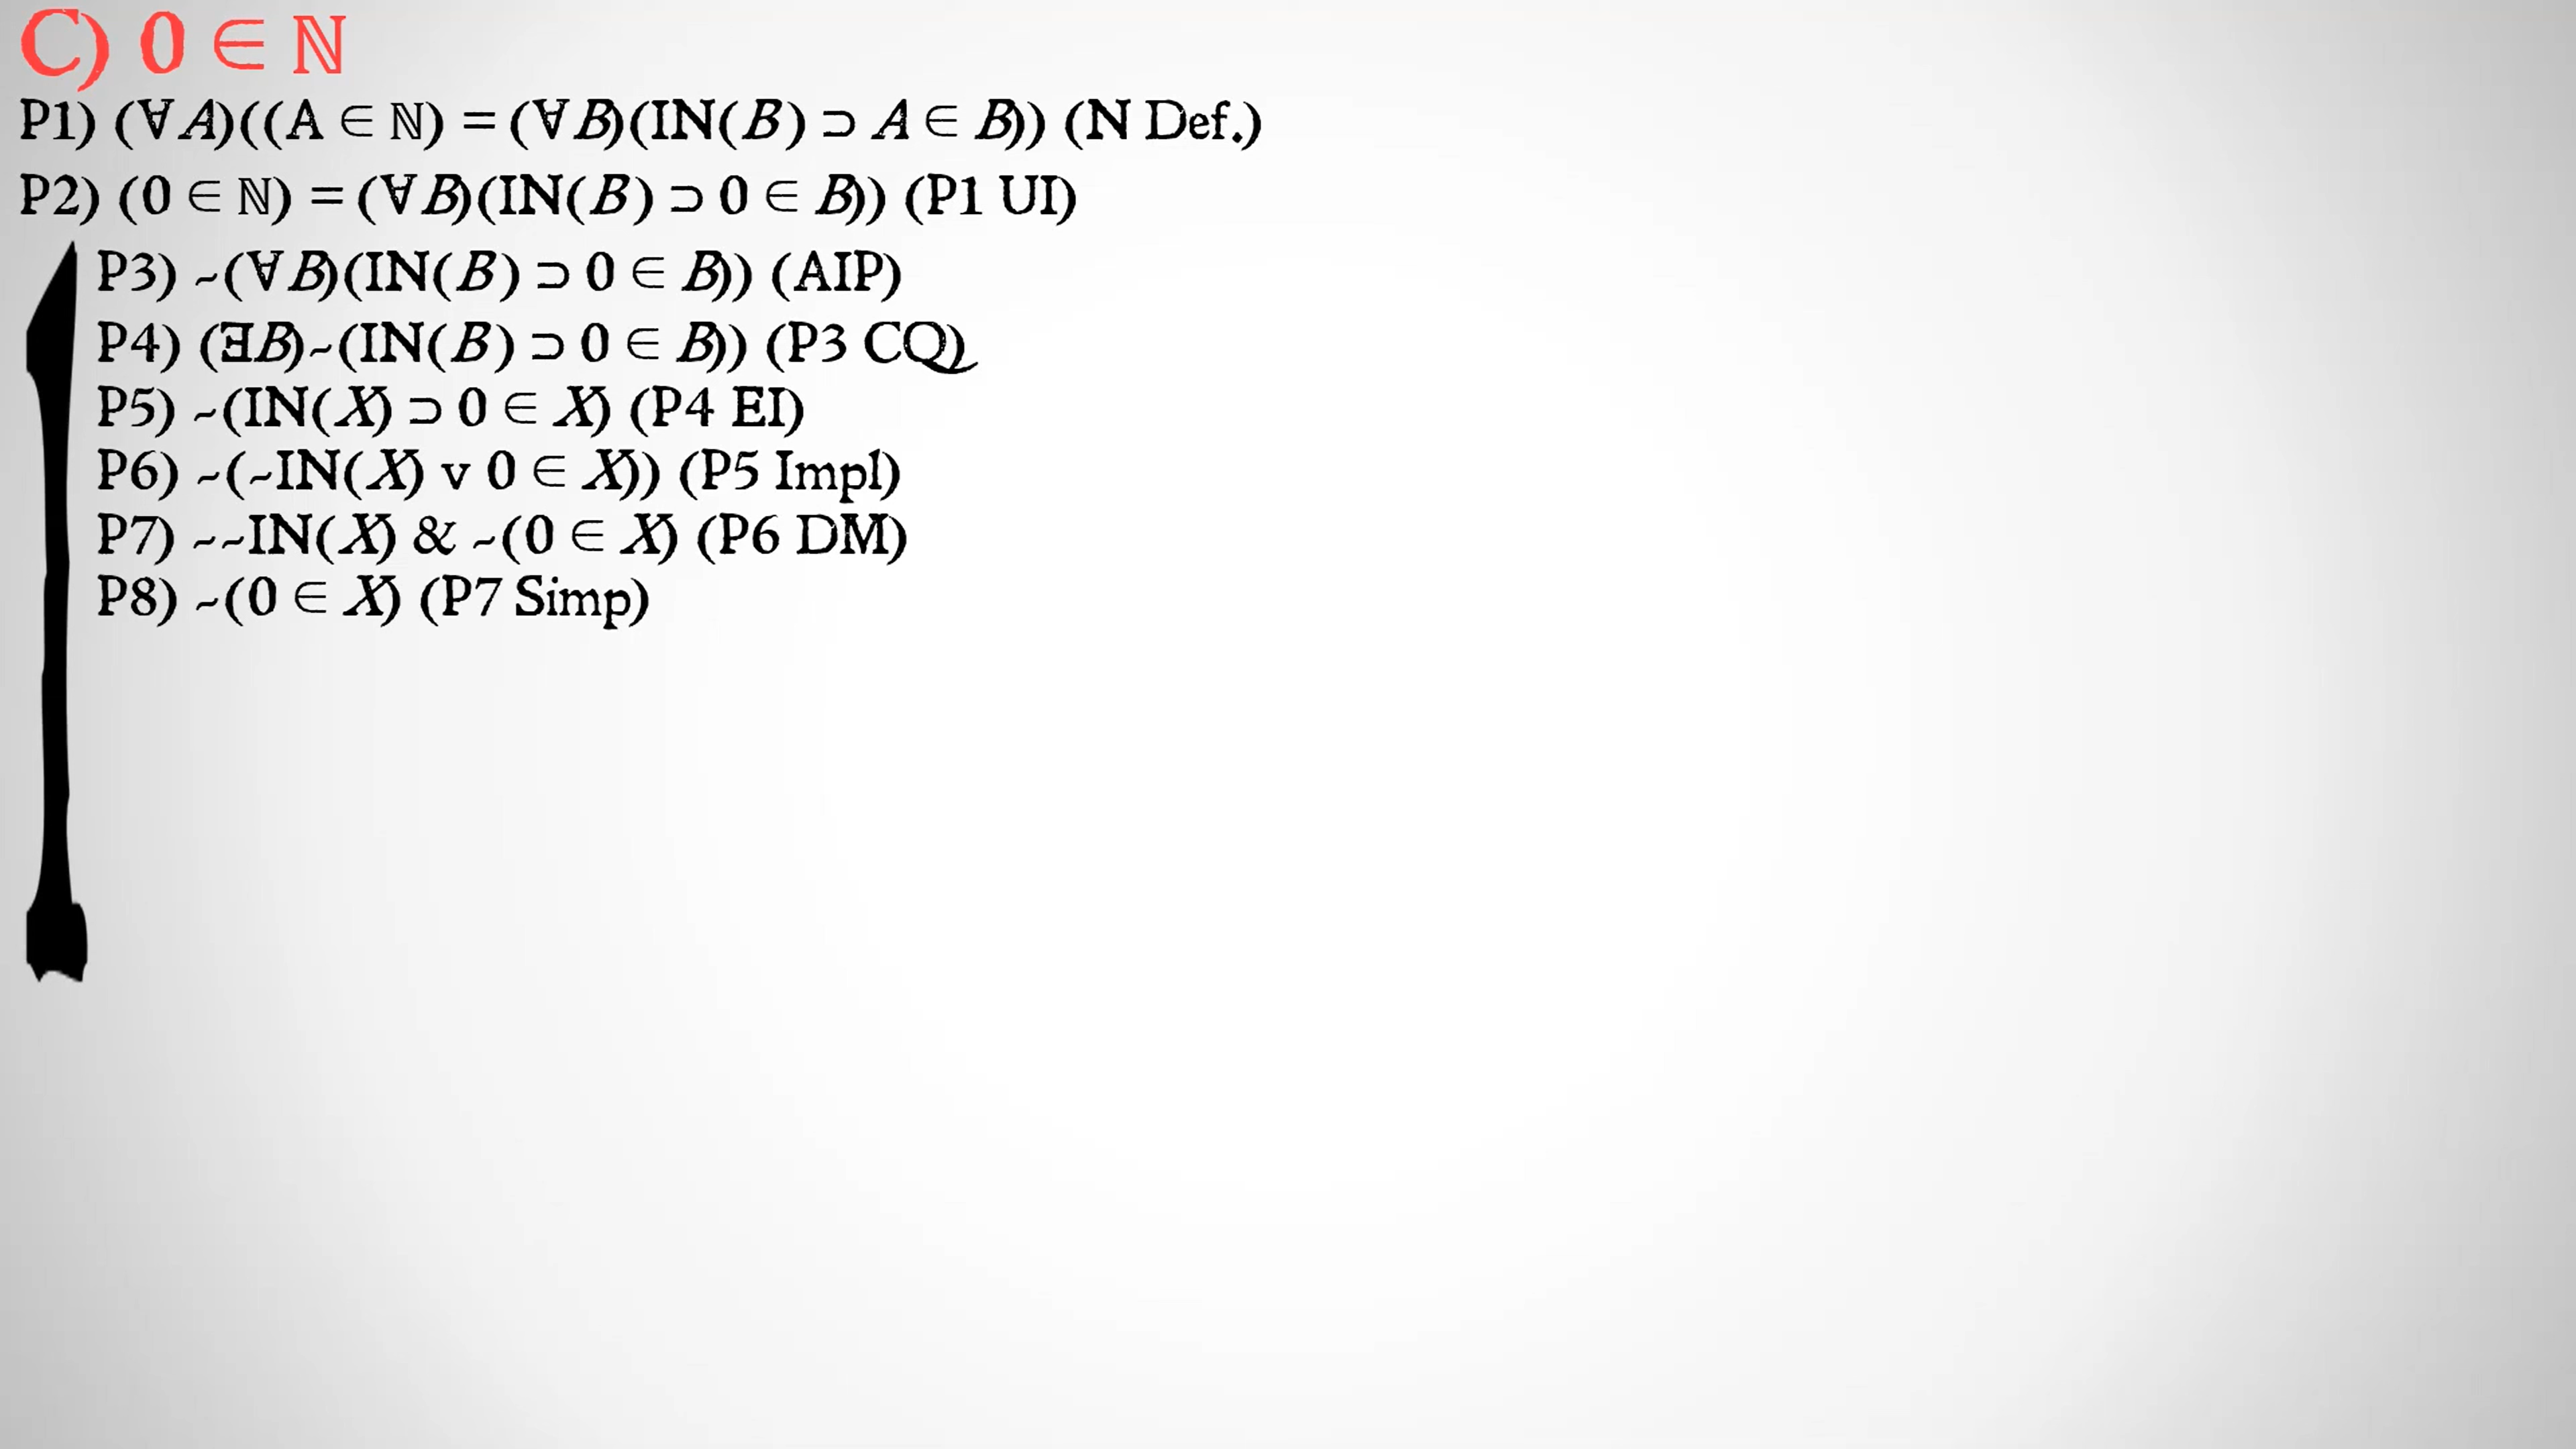 C) 0 ∈ ℕ
P1) (∀A)((A ∈ ℕ) = (∀B)(IN(B) ⊃ A ∈ B)) (N Def.)
P2) (0 ∈ ℕ) = (∀B)(IN(B) ⊃ 0 ∈ B)) (P1 UI)
P3) ~(∀B)(IN(B) ⊃ 0 ∈ B)) (AIP)
P4) (∃B)~(IN(B) ⊃ 0 ∈ B)) (P3 CQ)
P5) ~(IN(X) ⊃ 0 ∈ X) (P4 EI)
P6) ~(~IN(X) v 0 ∈ X)) (P5 Impl)
P7) ~~IN(X) & ~(0 ∈ X) (P6 DM)
P8) ~(0 ∈ X) (P7 Simp)